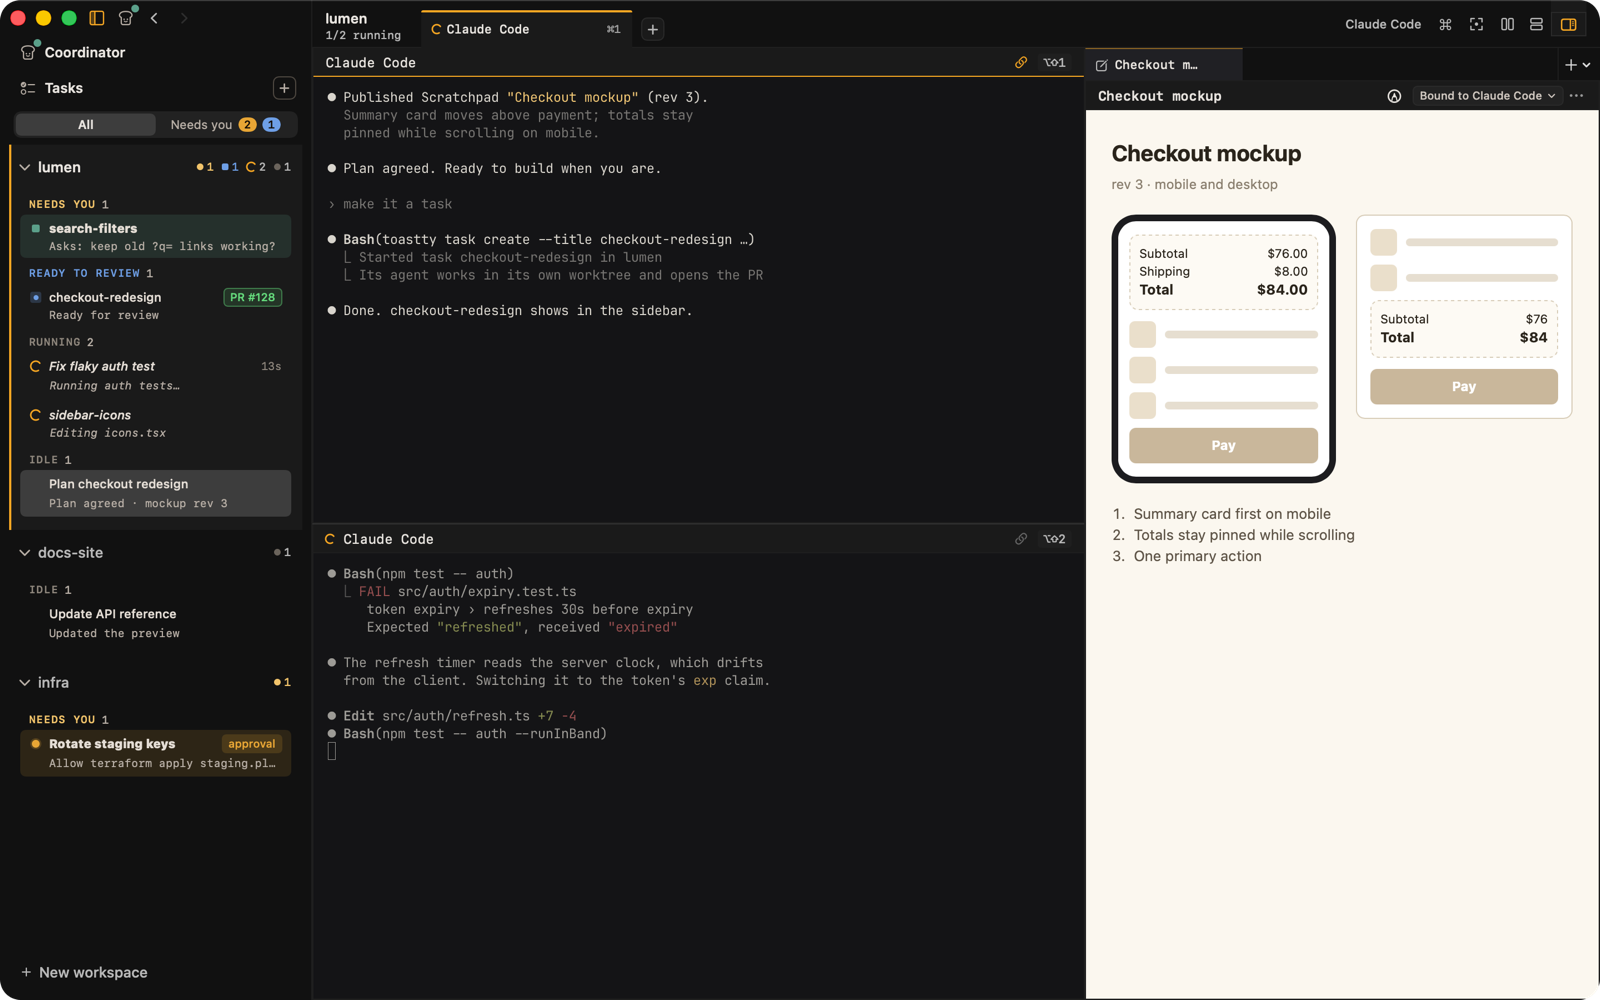 Coordinator
Tasks
All
Needs you 2 1
lumen
1 1 2 1
NEEDS YOU 1
search-filters
Asks: keep old ?q= links working?
READY TO REVIEW 1
checkout-redesign
PR #128
Ready for review
RUNNING 2
Fix flaky auth test
13s
Running auth tests…
sidebar-icons
Editing icons.tsx
IDLE 1
Plan checkout redesign
Plan agreed · mockup rev 3
docs-site
1
IDLE 1
Update API reference
Updated the preview
infra
1
NEEDS YOU 1
Rotate staging keys
approval
Allow terraform apply staging.pl…
+ New workspace
lumen
1/2 running
Claude Code
⌘1
+
Claude Code
⌘
Claude Code
⌥⇧1
● Published Scratchpad "Checkout mockup" (rev 3).
Summary card moves above payment; totals stay
pinned while scrolling on mobile.
● Plan agreed. Ready to build when you are.
› make it a task
● Bash(toastty task create --title checkout-redesign …)
⎣ Started task checkout-redesign in lumen
⎣ Its agent works in its own worktree and opens the PR
● Done. checkout-redesign shows in the sidebar.
Claude Code
⌥⇧2
● Bash(npm test -- auth)
⎣ FAIL src/auth/expiry.test.ts
token expiry › refreshes 30s before expiry
Expected "refreshed", received "expired"
● The refresh timer reads the server clock, which drifts
from the client. Switching it to the token's exp claim.
● Edit src/auth/refresh.ts +7 -4
● Bash(npm test -- auth --runInBand)
Checkout m…
Checkout mockup
Bound to Claude Code
Checkout mockup
rev 3 · mobile and desktop
Subtotal $76.00
Shipping $8.00
Total $84.00
Pay
Subtotal $76
Total $84
Pay
1. Summary card first on mobile
2. Totals stay pinned while scrolling
3. One primary action